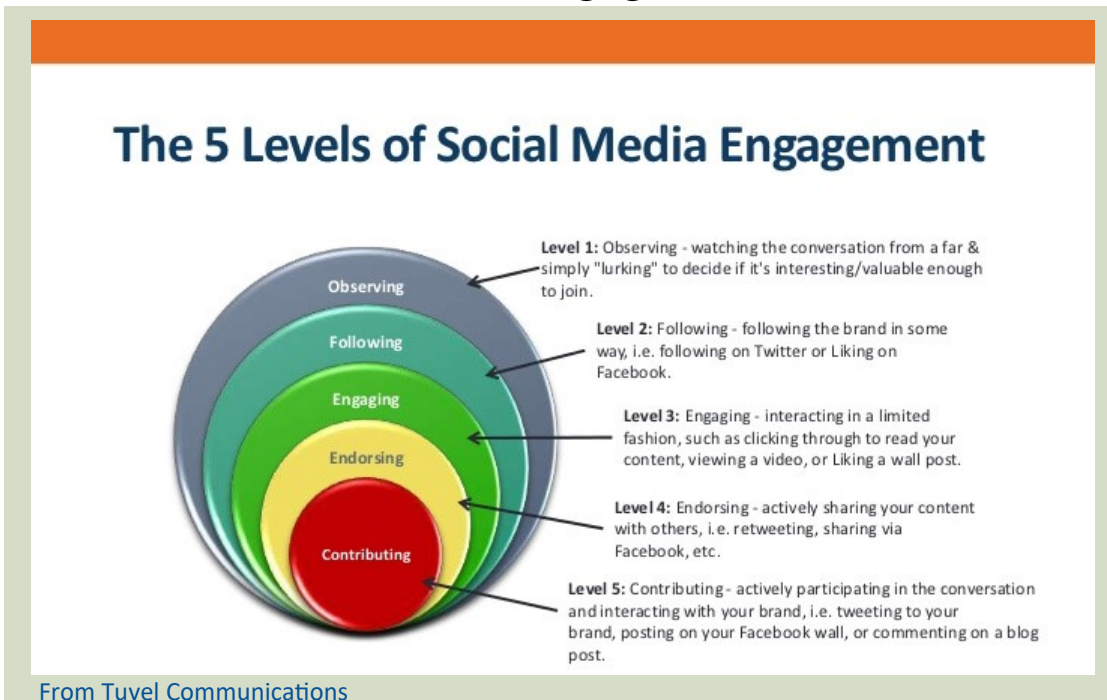 The 5 Levels of Social Media Engagement
Observing
Following
Engaging
Endorsing
Contributing
Level 1: Observing - watching the conversation from a far &
simply "lurking" to decide if it's interesting/valuable enough
to join.
Level 2: Following - following the brand in some
way, i.e. following on Twitter or Liking on
Facebook.
Level 3: Engaging - interacting in a limited
fashion, such as clicking through to read your
content, viewing a video, or Liking a wall post.
Level 4: Endorsing - actively sharing your content
with others, i.e. retweeting, sharing via
Facebook, etc.
Level 5: Contributing - actively participating in the conversation
and interacting with your brand, i.e. tweeting to your
brand, posting on your Facebook wall, or commenting on a blog
post.
From Tuvel Communications